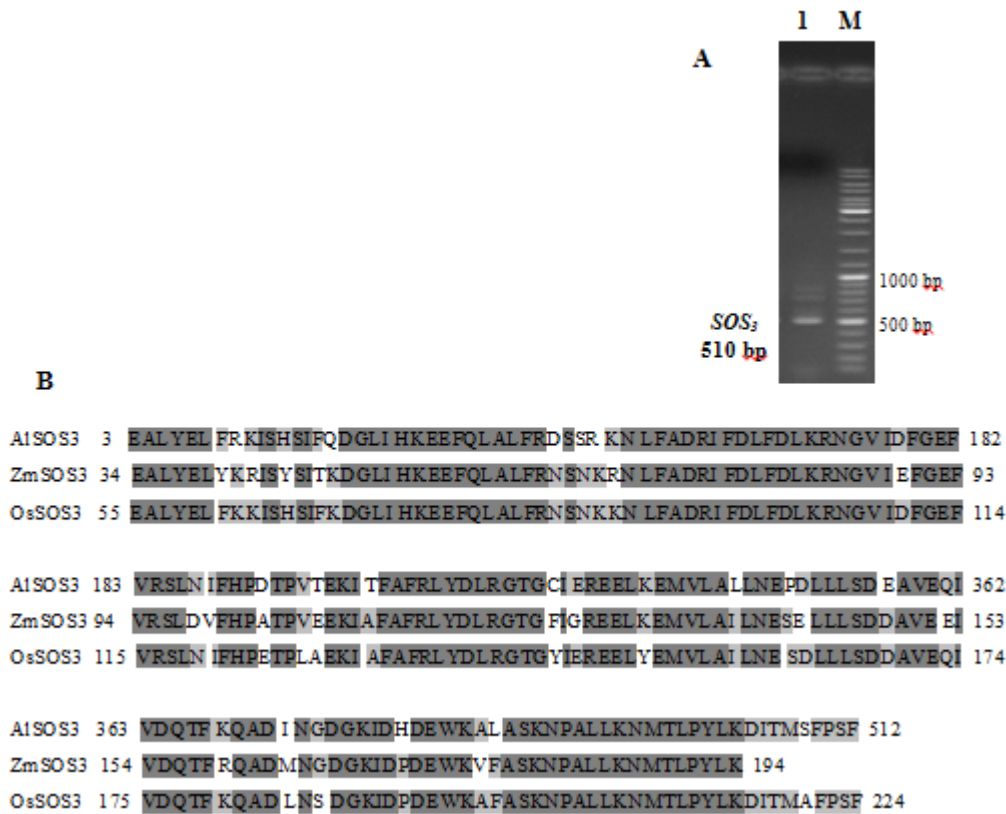 1 M
A
1000 bp
SOS3
510 bp
500 bp
B
AlSOS3 3 EALYELFRKISHSIFQDGLIHKEEFQLALFRDSSRKNLFADRIFDLFDLKRNGVIDFGEF 182
ZmSOS3 34 EALYELYKRISYSITKDGLIHKEEFQLALFRNSNKRNLFADRIFDLFDLKRNGVIEFGEF 93
OsSOS3 55 EALYELFKKISHSIFKDGLIHKEEFQLALFRNSNKKNLFADRIFDLFDLKRNGVIDFGEF 114
AlSOS3 183 VRSLNIFHPDTPVTEKITFAFRLYDLRGTGCIEREELKEMVLALLNEPDLLLSDEAVEQI 362
ZmSOS3 94 VRSLDVFHPATPVEEKIAFAFRLYDLRGTGFIGREELKEMVLAILNESELLLSDDAVEEI 153
OsSOS3 115 VRSLNIFHPETPLAEKIAFAFRLYDLRGTGYIEREELYEMVLAILNESDLLLSDDAVEQI 174
AlSOS3 363 VDQTFKQADINGDGKIDHDEWKALASKNPALLKNMTLPYLKDITMSFPSF 512
ZmSOS3 154 VDQTFRQADMNGDGKIDPDEWKVFASKNPALLKNMTLPYLK 194
OsSOS3 175 VDQTFKQADLNSDGKIDPDEWKAFASKNPALLKNMTLPYLKDITMAFPSF 224